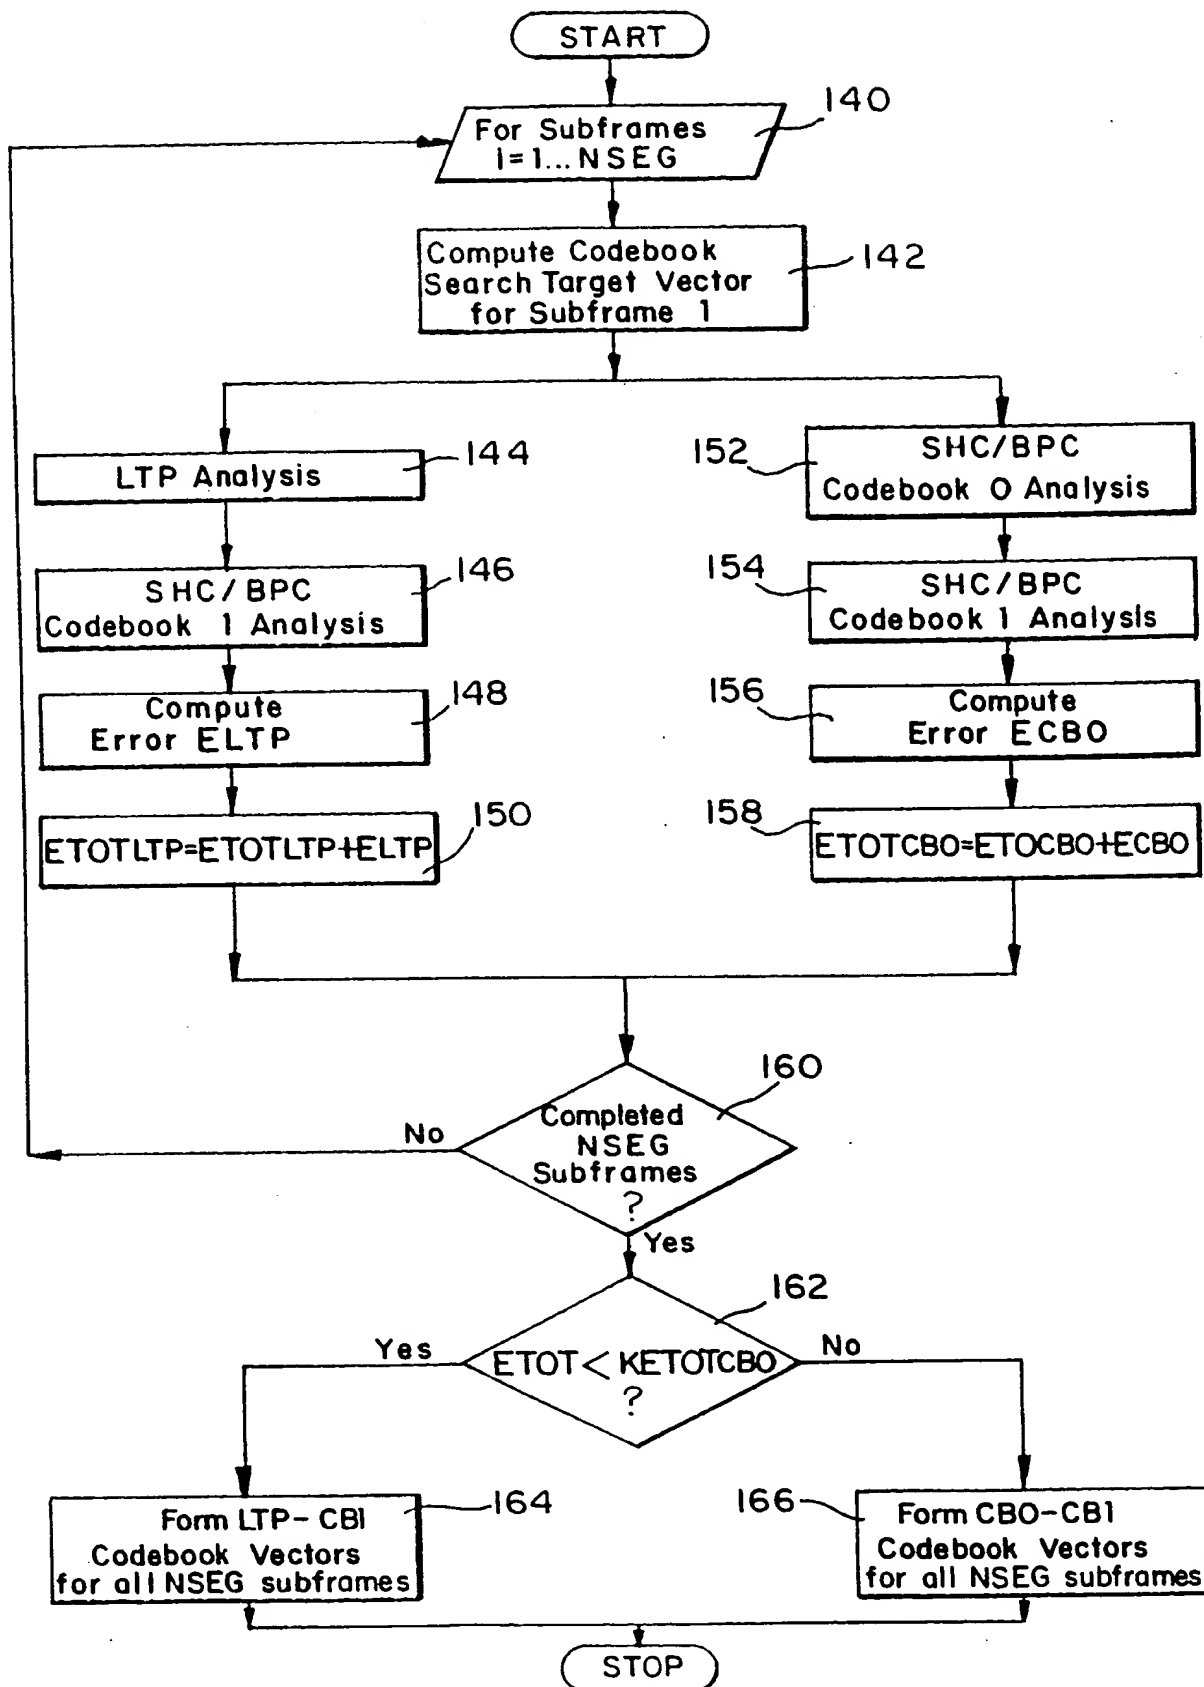 START
For Subframes
i=1...NSEG
140
Compute Codebook
Search Target Vector
for Subframe 1
142
LTP Analysis
144
SHC/BPC
Codebook 1 Analysis
146
Compute
Error ELTP
148
ETOTLTP=ETOTLTP+ELTP
150
152
SHC/BPC
Codebook 0 Analysis
154
SHC/BPC
Codebook 1 Analysis
156
Compute
Error ECBO
158
ETOTCBO=ETOCBO+ECBO
160
Completed
NSEG
Subframes
?
No
Yes
162
ETOT<KETOTCBO
?
Yes
No
Form LTP-CB1
Codebook Vectors
for all NSEG subframes
164
166
Form CBO-CB1
Codebook Vectors
for all NSEG subframes
STOP